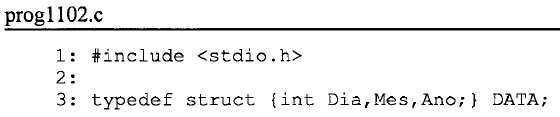 prog1102.c
1: #include <stdio.h>
2:
3: typedef struct {int Dia,Mes,Ano;} DATA;